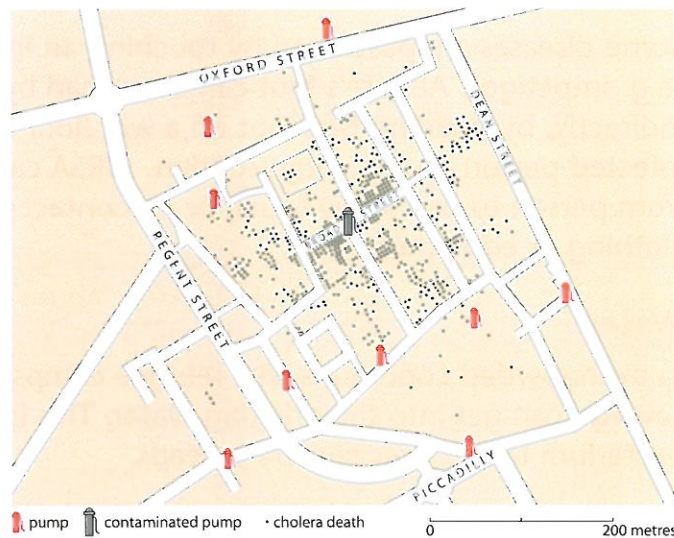 OXFORD STREET
DEAN STREET
REGENT STREET
PICCADILLY
pump
contaminated pump
cholera death
0
200 metres